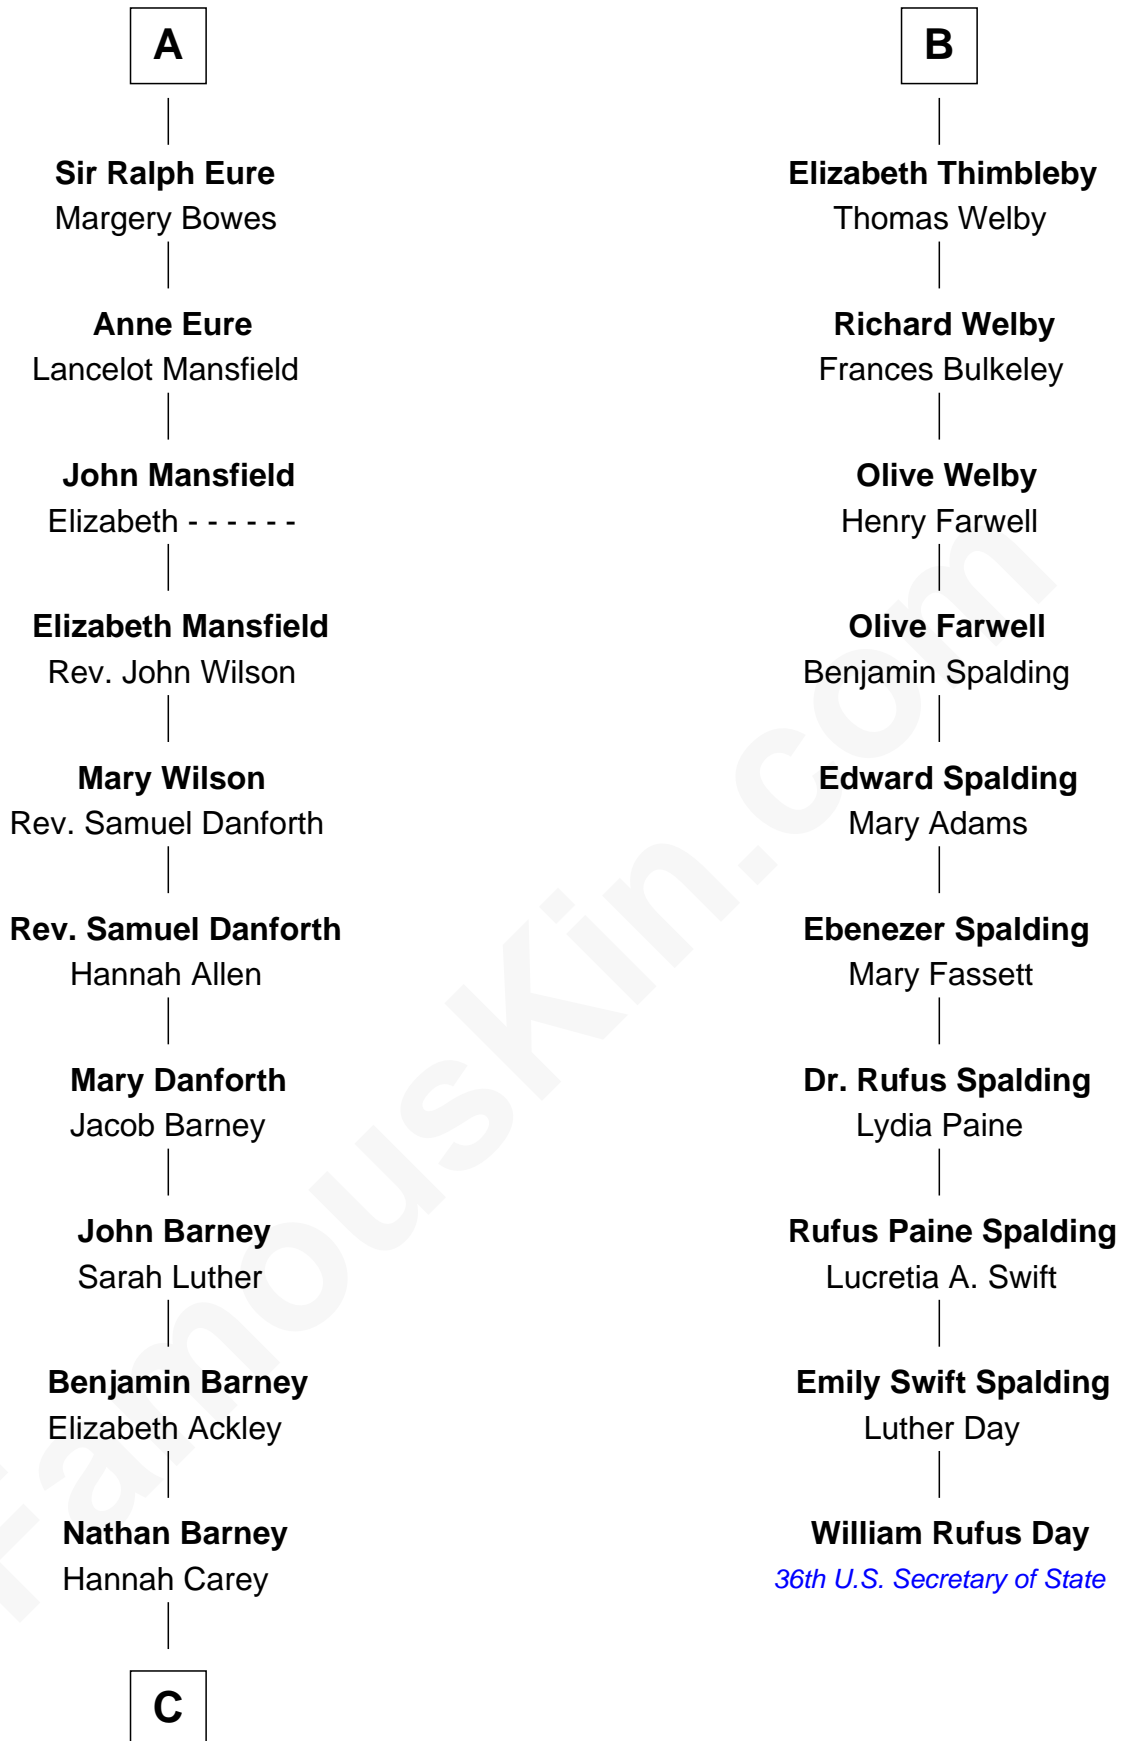 A
Sir Ralph Eure
Margery Bowes
Anne Eure
Lancelot Mansfield
John Mansfield
Elizabeth - - - - - -
Elizabeth Mansfield
Rev. John Wilson
Mary Wilson
Rev. Samuel Danforth
Rev. Samuel Danforth
Hannah Allen
Mary Danforth
Jacob Barney
John Barney
Sarah Luther
Benjamin Barney
Elizabeth Ackley
Nathan Barney
Hannah Carey
C
B
Elizabeth Thimbleby
Thomas Welby
Richard Welby
Frances Bulkeley
Olive Welby
Henry Farwell
Olive Farwell
Benjamin Spalding
Edward Spalding
Mary Adams
Ebenezer Spalding
Mary Fassett
Dr. Rufus Spalding
Lydia Paine
Rufus Paine Spalding
Lucretia A. Swift
Emily Swift Spalding
Luther Day
William Rufus Day
36th U.S. Secretary of State
FamousKin.com